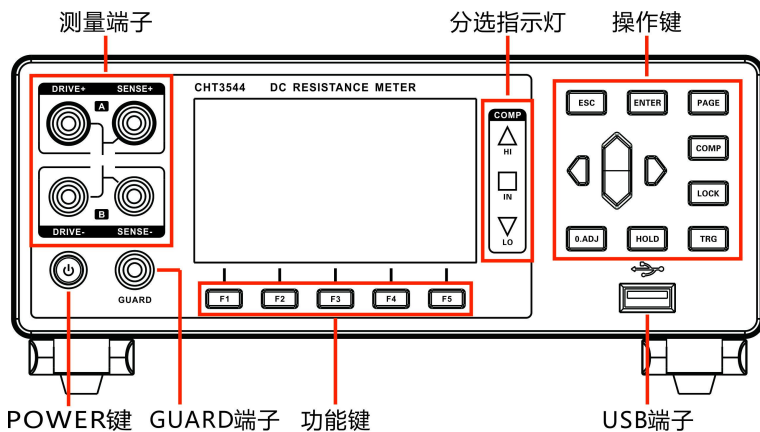 测量端子
分选指示灯
操作键
DRIVE+ SENSE+
A
B
DRIVE- SENSE-
CHT3544 DC RESISTANCE METER
COMP
HI
IN
LO
ESC ENTER PAGE
COMP
LOCK
0.ADJ HOLD TRG
GUARD
F1 F2 F3 F4 F5
POWER键 GUARD端子 功能键 USB端子